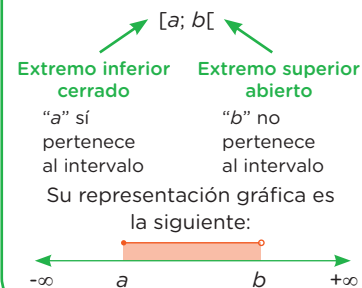 [a; b[
Extremo inferior
cerrado
Extremo superior
abierto
“a” sí
pertenece
al intervalo
“b” no
pertenece
al intervalo
Su representación gráfica es
la siguiente:
-∞ a b +∞